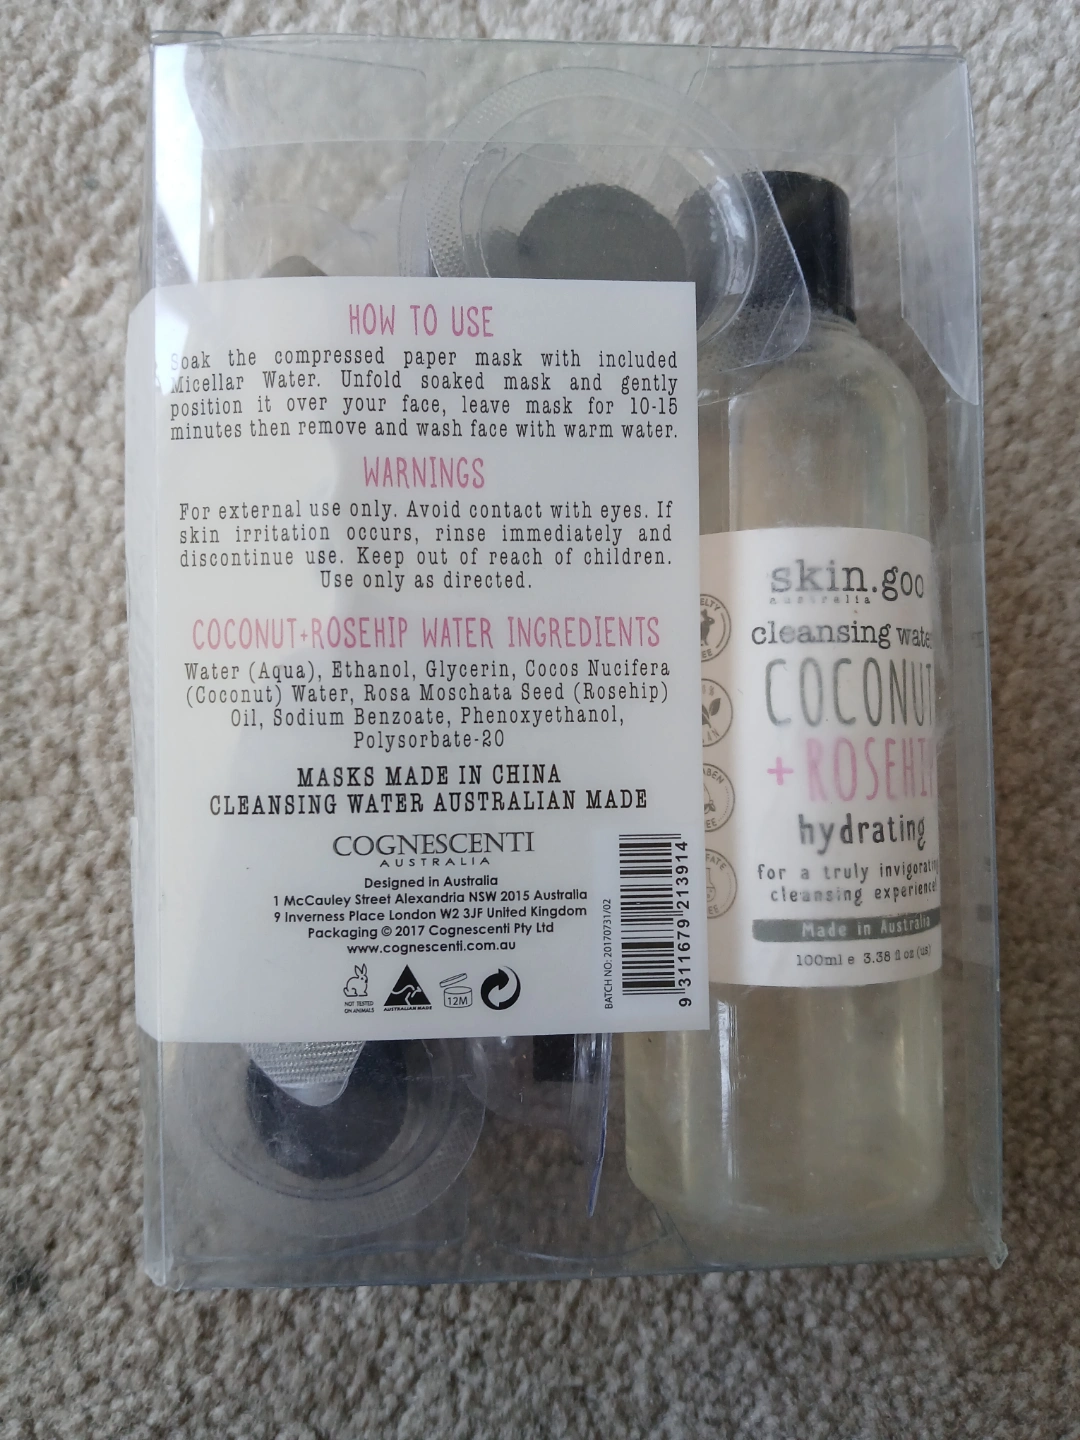 HOW TO USE
Soak the compressed paper mask with included
Micellar Water. Unfold soaked mask and gently
position it over your face, leave mask for 10-15
minutes then remove and wash face with warm water.
WARNINGS
For external use only. Avoid contact with eyes. If
skin irritation occurs, rinse immediately and
discontinue use. Keep out of reach of children.
Use only as directed.
COCONUT+ROSEHIP WATER INGREDIENTS
Water (Aqua), Ethanol, Glycerin, Cocos Nucifera
(Coconut) Water, Rosa Moschata Seed (Rosehip)
Oil, Sodium Benzoate, Phenoxyethanol,
Polysorbate-20
MASKS MADE IN CHINA
CLEANSING WATER AUSTRALIAN MADE
COGNESCENTI
AUSTRALIA
Designed in Australia
1 McCauley Street Alexandria NSW 2015 Australia
9 Inverness Place London W2 3JF United Kingdom
Packaging © 2017 Cognescenti Pty Ltd
www.cognescenti.com.au
NOT TESTED
ON ANIMALS
AUSTRALIAN MADE
12M
BATCH NO: 20170731/02
9 311679 213914
skin.goo
australia
cleansing
COCONUT
+ROSEHIP
hydrating
for a truly
cleansing experience!
Made in Australia
100ml e 3.38 fl oz (us)